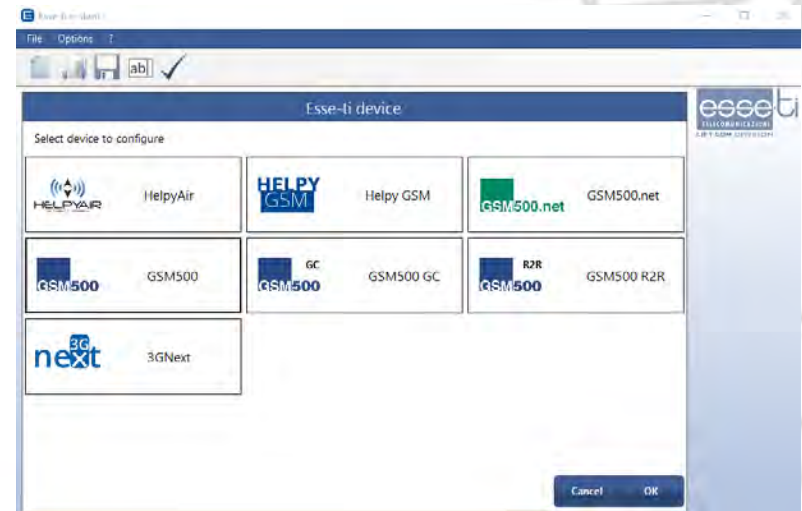 File Options ?
ab|
Esse-ti device
esse ti
TELECOMUNICAZIONI
Select device to configure
HELPYAIR HelpyAir
HELPY GSM Helpy GSM
GSM500.net GSM500.net
GSM500 GSM500
GC GSM500 GSM500 GC
R2R GSM500 GSM500 R2R
3G next 3GNext
Cancel OK